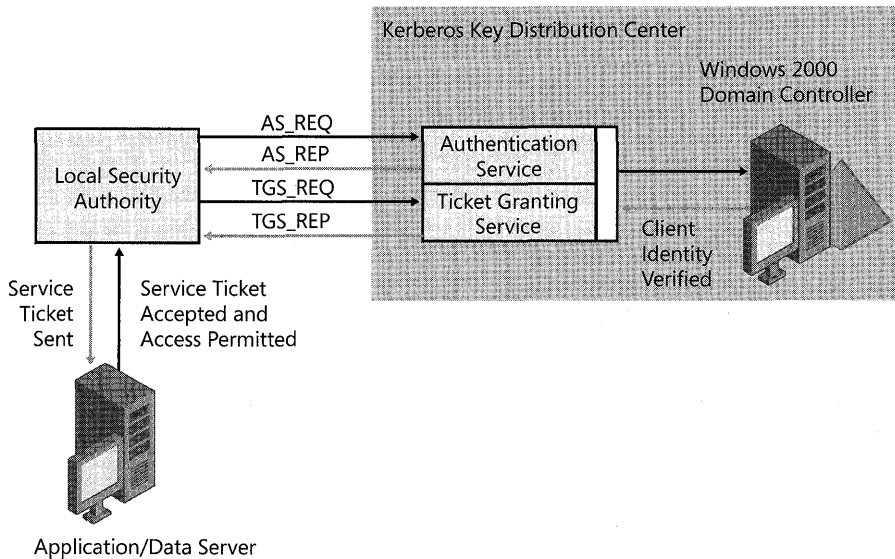 Kerberos Key Distribution Center
Windows 2000
Domain Controller
AS_REQ
AS_REP
TGS_REQ
TGS_REP
Local Security
Authority
Authentication
Service
Ticket Granting
Service
Client
Identity
Verified
Service
Ticket
Sent
Service Ticket
Accepted and
Access Permitted
Application/Data Server